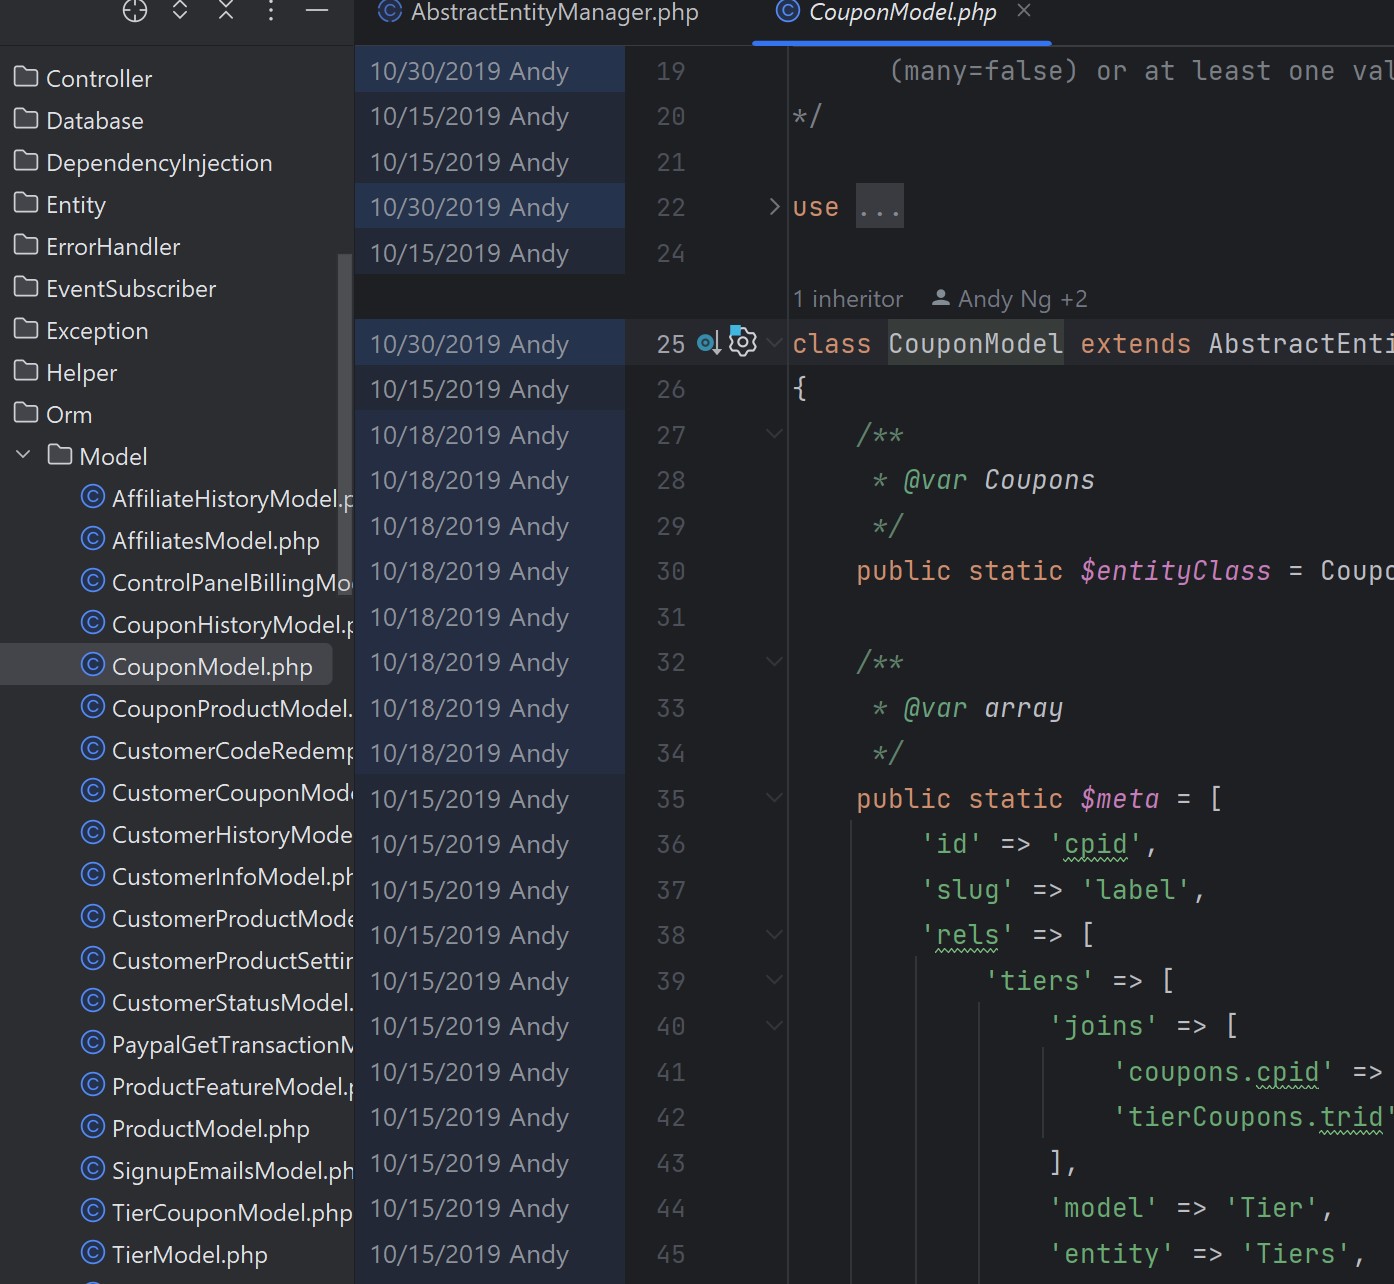 AbstractEntityManager.php
CouponModel.php
Controller
Database
DependencyInjection
Entity
ErrorHandler
EventSubscriber
Exception
Helper
Orm
Model
AffiliateHistoryModel.p
AffiliatesModel.php
ControlPanelBillingMo
CouponHistoryModel.p
CouponModel.php
CouponProductModel.
CustomerCodeRedemp
CustomerCouponMode
CustomerHistoryMode
CustomerInfoModel.ph
CustomerProductMode
CustomerProductSettin
CustomerStatusModel.
PaypalGetTransactionM
ProductFeatureModel.p
ProductModel.php
SignupEmailsModel.ph
TierCouponModel.php
TierModel.php
10/30/2019 Andy 19 (many=false) or at least one val
10/15/2019 Andy 20 */
10/15/2019 Andy 21
10/30/2019 Andy 22 use ...
10/15/2019 Andy 24
1 inheritor Andy Ng +2
10/30/2019 Andy 25 class CouponModel extends AbstractEnti
10/15/2019 Andy 26 {
10/18/2019 Andy 27 /**
10/18/2019 Andy 28 * @var Coupons
10/18/2019 Andy 29 */
10/18/2019 Andy 30 public static $entityClass = Coupo
10/18/2019 Andy 31
10/18/2019 Andy 32 /**
10/18/2019 Andy 33 * @var array
10/18/2019 Andy 34 */
10/15/2019 Andy 35 public static $meta = [
10/15/2019 Andy 36 'id' => 'cpid',
10/15/2019 Andy 37 'slug' => 'label',
10/15/2019 Andy 38 'rels' => [
10/15/2019 Andy 39 'tiers' => [
10/15/2019 Andy 40 'joins' => [
10/15/2019 Andy 41 'coupons.cpid' =>
10/15/2019 Andy 42 'tierCoupons.trid'
10/15/2019 Andy 43 ],
10/15/2019 Andy 44 'model' => 'Tier',
10/15/2019 Andy 45 'entity' => 'Tiers',